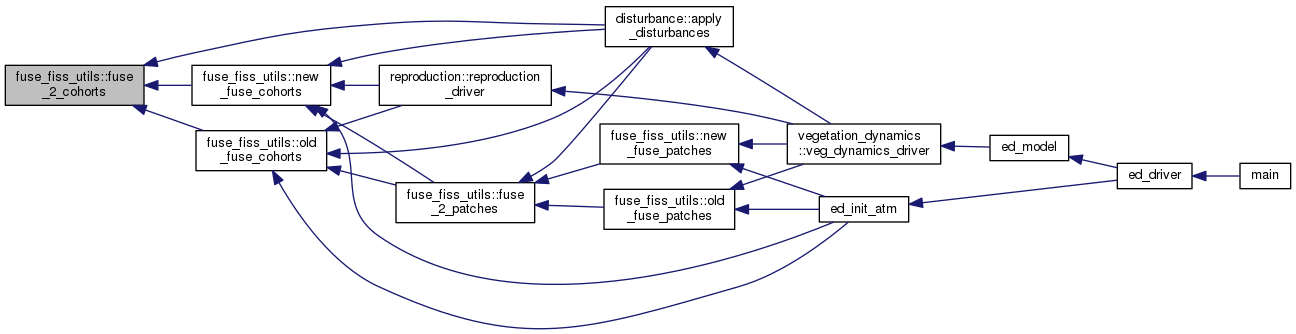 disturbance::apply
_disturbances
fuse_fiss_utils::fuse
_2_cohorts
fuse_fiss_utils::new
_fuse_cohorts
reproduction::reproduction
_driver
fuse_fiss_utils::old
_fuse_cohorts
fuse_fiss_utils::new
_fuse_patches
vegetation_dynamics
::veg_dynamics_driver
ed_model
ed_driver
main
fuse_fiss_utils::fuse
_2_patches
fuse_fiss_utils::old
_fuse_patches
ed_init_atm